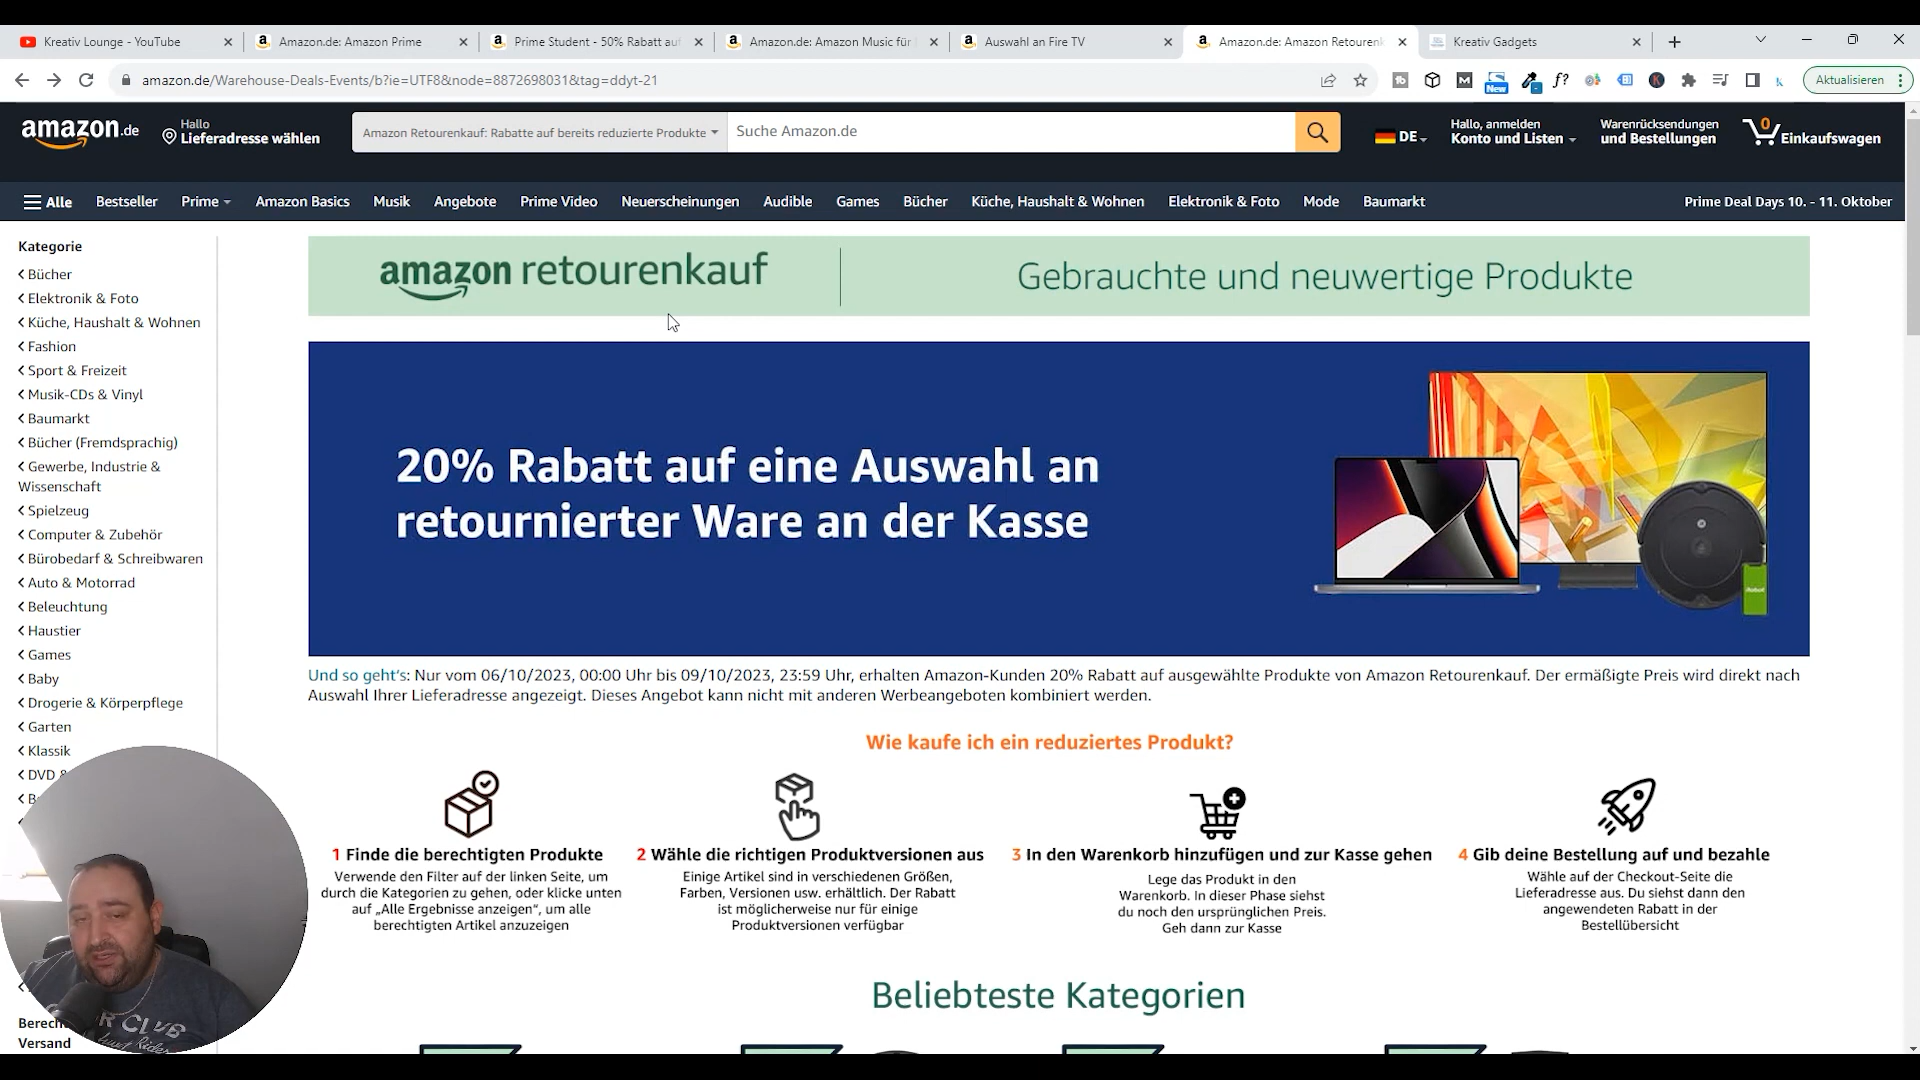 Kreativ Lounge - YouTube
Amazon.de: Amazon Prime
Prime Student - 50% Rabatt auf
Amazon.de: Amazon Music für
Auswahl an Fire TV
Amazon.de: Amazon Retourenk
Kreativ Gadgets
amazon.de/Warehouse-Deals-Events/b?ie=UTF8&node=8872698031&tag=ddyt-21
New
f?
Aktualisieren
amazon.de
Hallo
Lieferadresse wählen
Amazon Retourenkauf: Rabatte auf bereits reduzierte Produkte
Suche Amazon.de
DE
Hallo, anmelden
Konto und Listen
Warenrücksendungen
und Bestellungen
0
Einkaufswagen
Alle
Bestseller
Prime
Amazon Basics
Musik
Angebote
Prime Video
Neuerscheinungen
Audible
Games
Bücher
Küche, Haushalt & Wohnen
Elektronik & Foto
Mode
Baumarkt
Prime Deal Days 10. - 11. Oktober
Kategorie
Bücher
Elektronik & Foto
Küche, Haushalt & Wohnen
Fashion
Sport & Freizeit
Musik-CDs & Vinyl
Baumarkt
Bücher (Fremdsprachig)
Gewerbe, Industrie &
Wissenschaft
Spielzeug
Computer & Zubehör
Bürobedarf & Schreibwaren
Auto & Motorrad
Beleuchtung
Haustier
Games
Baby
Drogerie & Körperpflege
Garten
Klassik
DVD
Versand
amazon retourenkauf
Gebrauchte und neuwertige Produkte
20% Rabatt auf eine Auswahl an
retournierter Ware an der Kasse
Und so geht's: Nur vom 06/10/2023, 00:00 Uhr bis 09/10/2023, 23:59 Uhr, erhalten Amazon-Kunden 20% Rabatt auf ausgewählte Produkte von Amazon Retourenkauf. Der ermäßigte Preis wird direkt nach
Auswahl Ihrer Lieferadresse angezeigt. Dieses Angebot kann nicht mit anderen Werbeangeboten kombiniert werden.
Wie kaufe ich ein reduziertes Produkt?
1 Finde die berechtigten Produkte
Verwende den Filter auf der linken Seite, um
durch die Kategorien zu gehen, oder klicke unten
auf „Alle Ergebnisse anzeigen“, um alle
berechtigten Artikel anzuzeigen
2 Wähle die richtigen Produktversionen aus
Einige Artikel sind in verschiedenen Größen,
Farben, Versionen usw. erhältlich. Der Rabatt
ist möglicherweise nur für einige
Produktversionen verfügbar
3 In den Warenkorb hinzufügen und zur Kasse gehen
Lege das Produkt in den
Warenkorb. In dieser Phase siehst
du noch den ursprünglichen Preis.
Geh dann zur Kasse
4 Gib deine Bestellung auf und bezahle
Wähle auf der Checkout-Seite die
Lieferadresse aus. Du siehst dann den
angewendeten Rabatt in der
Bestellübersicht
Beliebteste Kategorien